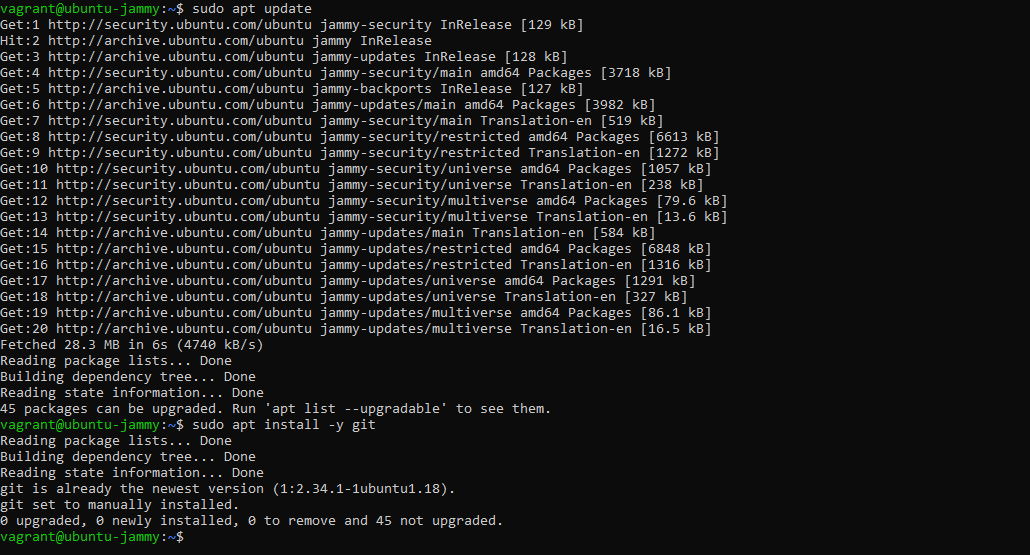 vagrant@ubuntu-jammy:~$ sudo apt update
Get:1 http://security.ubuntu.com/ubuntu jammy-security InRelease [129 kB]
Hit:2 http://archive.ubuntu.com/ubuntu jammy InRelease
Get:3 http://archive.ubuntu.com/ubuntu jammy-updates InRelease [128 kB]
Get:4 http://security.ubuntu.com/ubuntu jammy-security/main amd64 Packages [3718 kB]
Get:5 http://archive.ubuntu.com/ubuntu jammy-backports InRelease [127 kB]
Get:6 http://archive.ubuntu.com/ubuntu jammy-updates/main amd64 Packages [3982 kB]
Get:7 http://security.ubuntu.com/ubuntu jammy-security/main Translation-en [519 kB]
Get:8 http://security.ubuntu.com/ubuntu jammy-security/restricted amd64 Packages [6613 kB]
Get:9 http://security.ubuntu.com/ubuntu jammy-security/restricted Translation-en [1272 kB]
Get:10 http://security.ubuntu.com/ubuntu jammy-security/universe amd64 Packages [1057 kB]
Get:11 http://security.ubuntu.com/ubuntu jammy-security/universe Translation-en [238 kB]
Get:12 http://security.ubuntu.com/ubuntu jammy-security/multiverse amd64 Packages [79.6 kB]
Get:13 http://security.ubuntu.com/ubuntu jammy-security/multiverse Translation-en [13.6 kB]
Get:14 http://archive.ubuntu.com/ubuntu jammy-updates/main Translation-en [584 kB]
Get:15 http://archive.ubuntu.com/ubuntu jammy-updates/restricted amd64 Packages [6848 kB]
Get:16 http://archive.ubuntu.com/ubuntu jammy-updates/restricted Translation-en [1316 kB]
Get:17 http://archive.ubuntu.com/ubuntu jammy-updates/universe amd64 Packages [1291 kB]
Get:18 http://archive.ubuntu.com/ubuntu jammy-updates/universe Translation-en [327 kB]
Get:19 http://archive.ubuntu.com/ubuntu jammy-updates/multiverse amd64 Packages [86.1 kB]
Get:20 http://archive.ubuntu.com/ubuntu jammy-updates/multiverse Translation-en [16.5 kB]
Fetched 28.3 MB in 6s (4740 kB/s)
Reading package lists... Done
Building dependency tree... Done
Reading state information... Done
45 packages can be upgraded. Run 'apt list --upgradable' to see them.
vagrant@ubuntu-jammy:~$ sudo apt install -y git
Reading package lists... Done
Building dependency tree... Done
Reading state information... Done
git is already the newest version (1:2.34.1-1ubuntu1.18).
git set to manually installed.
0 upgraded, 0 newly installed, 0 to remove and 45 not upgraded.
vagrant@ubuntu-jammy:~$